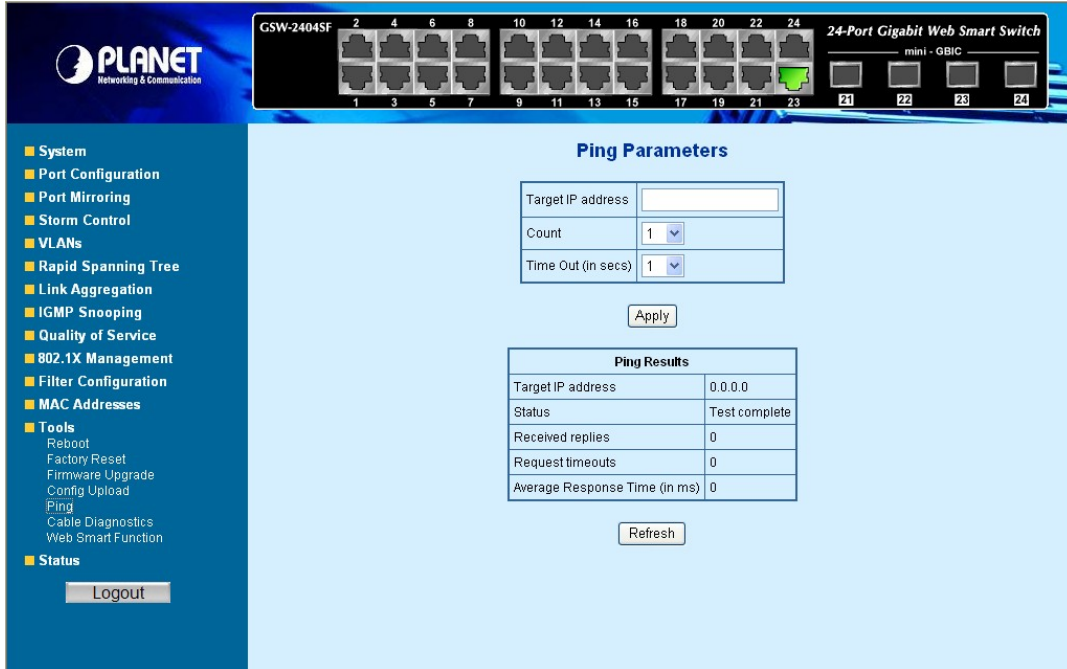 PLANET
Networking & Communication
GSW-2404SF
2 4 6 8 10 12 14 16 18 20 22 24
1 3 5 7 9 11 13 15 17 19 21 23
24-Port Gigabit Web Smart Switch
mini - GBIC
21 22 23 24
System
Port Configuration
Port Mirroring
Storm Control
VLANs
Rapid Spanning Tree
Link Aggregation
IGMP Snooping
Quality of Service
802.1X Management
Filter Configuration
MAC Addresses
Tools
Reboot
Factory Reset
Firmware Upgrade
Config Upload
Ping
Cable Diagnostics
Web Smart Function
Status
Logout
Ping Parameters
Target IP address
Count 1
Time Out (in secs) 1
Apply
Ping Results
Target IP address 0.0.0.0
Status Test complete
Received replies 0
Request timeouts 0
Average Response Time (in ms) 0
Refresh